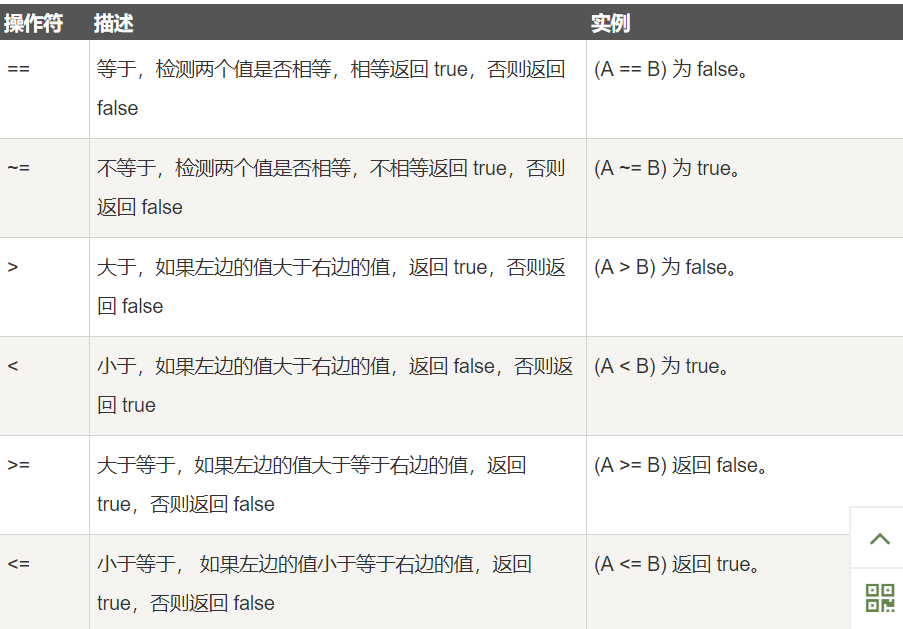 操作符 描述 实例
== 等于，检测两个值是否相等，相等返回 true，否则返回 (A == B) 为 false。
false
~= 不等于，检测两个值是否相等，不相等返回 true，否则 (A ~= B) 为 true。
返回 false
> 大于，如果左边的值大于右边的值，返回 true，否则返 (A > B) 为 false。
回 false
< 小于，如果左边的值大于右边的值，返回 false，否则返 (A < B) 为 true。
回 true
>= 大于等于，如果左边的值大于等于右边的值，返回 (A >= B) 返回 false。
true，否则返回 false
<= 小于等于， 如果左边的值小于等于右边的值，返回 (A <= B) 返回 true。
true，否则返回 false